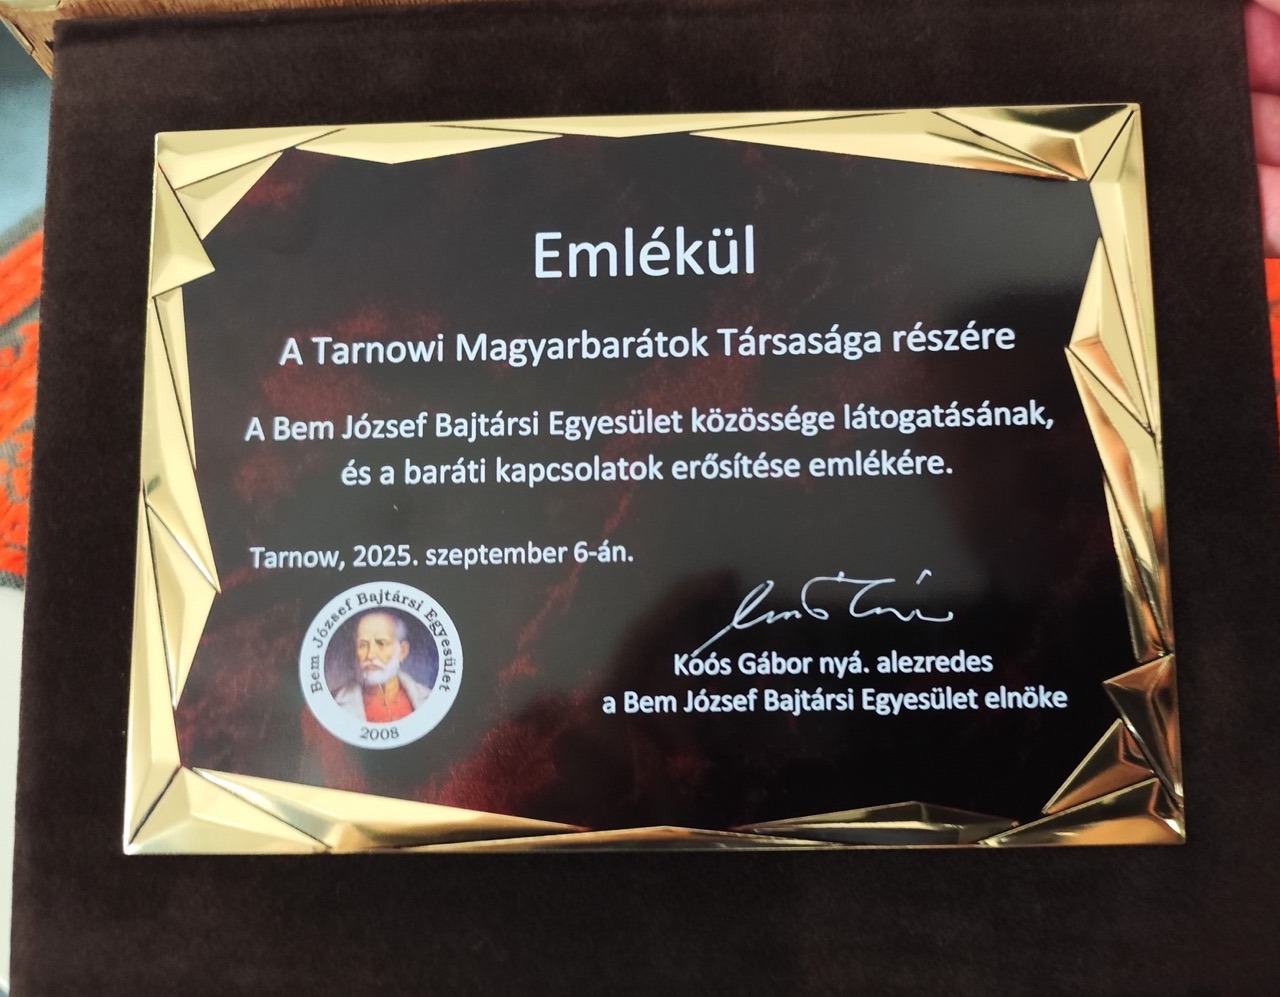 Emlékül
A Tarnowi Magyarbarátok Társasága részére
A Bem József Bajtársi Egyesület közössége látogatásának,
és a baráti kapcsolatok erősítése emlékére.
Tarnow, 2025. szeptember 6-án.
Bem József Bajtársi Egyesület
2008
Koós Gábor nyá. alezredes
a Bem József Bajtársi Egyesület elnöke